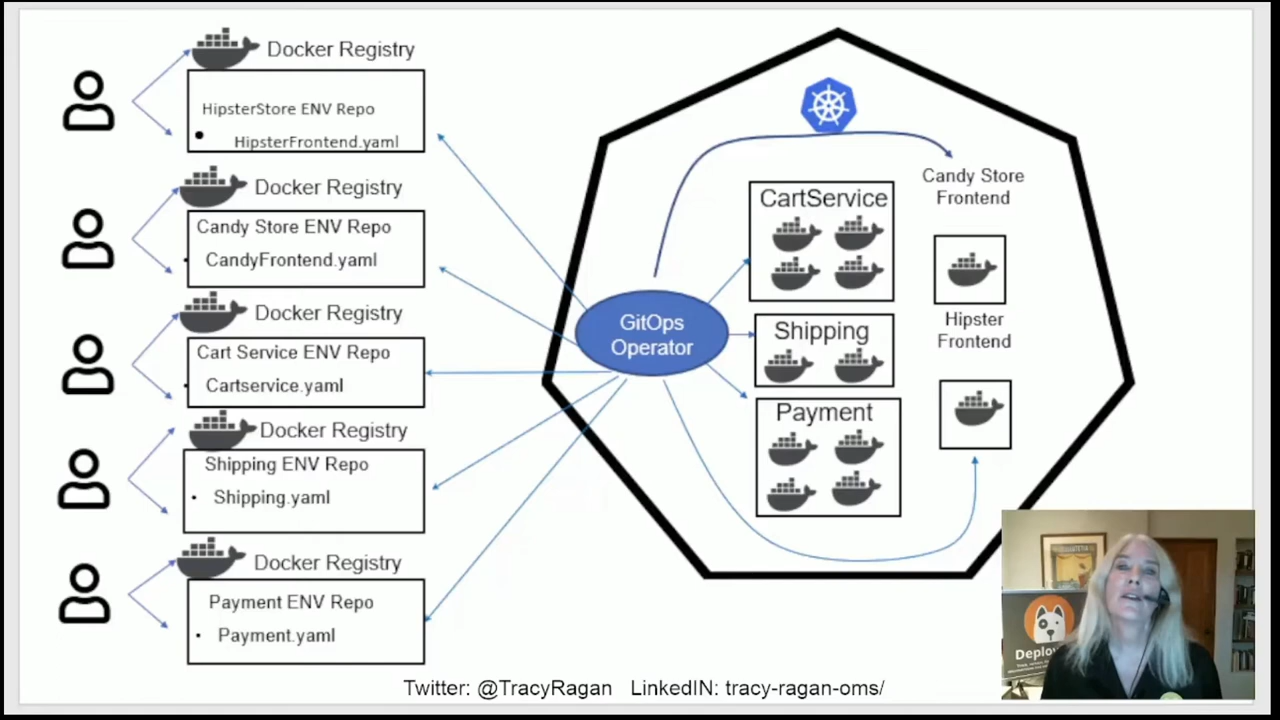 Docker Registry
HipsterStore ENV Repo
HipsterFrontend.yaml
Docker Registry
Candy Store ENV Repo
CandyFrontend.yaml
Docker Registry
Cart Service ENV Repo
Cartservice.yaml
Docker Registry
Shipping ENV Repo
Shipping.yaml
Docker Registry
Payment ENV Repo
Payment.yaml
GitOps
Operator
CartService
Shipping
Payment
Candy Store
Frontend
Hipster
Frontend
Twitter: @TracyRagan LinkedIN: tracy-ragan-oms/